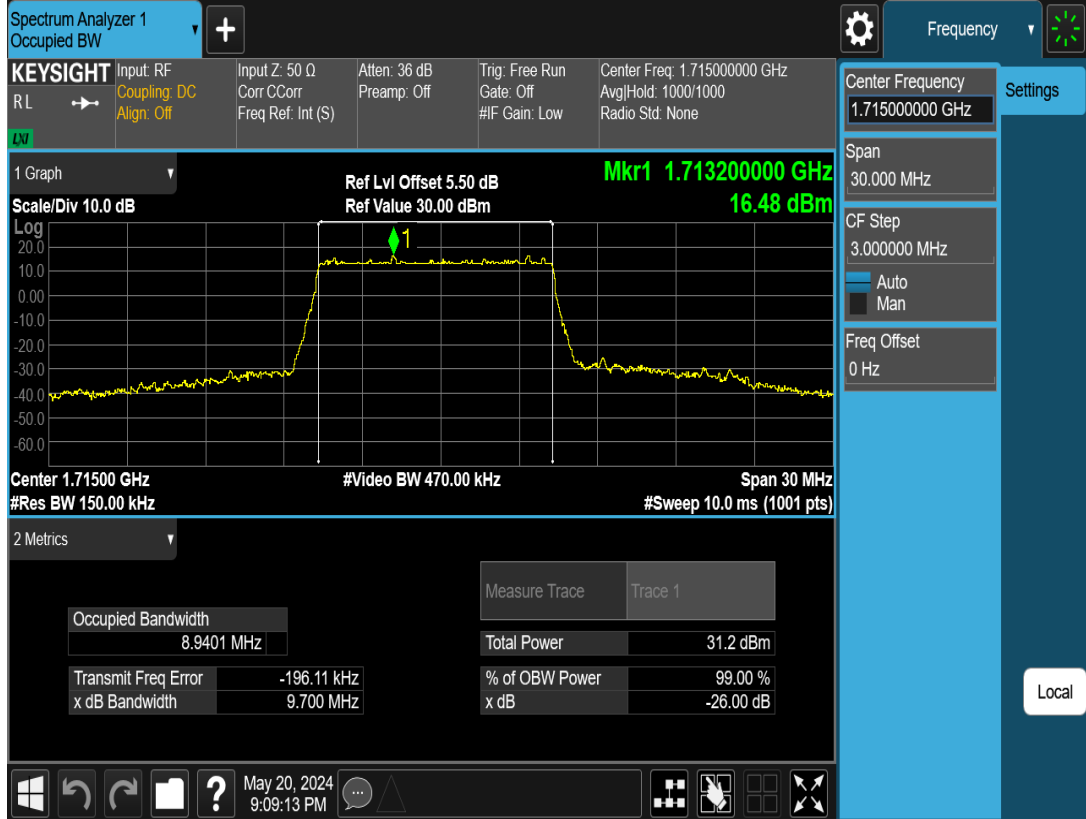 Spectrum Analyzer 1
Occupied BW
+
Frequency
KEYSIGHT
RL
LXI
Input: RF
Coupling: DC
Align: Off
Input Z: 50 Ω
Corr CCorr
Freq Ref: Int (S)
Atten: 36 dB
Preamp: Off
Trig: Free Run
Gate: Off
#IF Gain: Low
Center Freq: 1.715000000 GHz
Avg|Hold: 1000/1000
Radio Std: None
Center Frequency
1.715000000 GHz
Settings
Span
30.000 MHz
CF Step
3.000000 MHz
Auto
Man
Freq Offset
0 Hz
Local
1 Graph
Ref Lvl Offset 5.50 dB
Mkr1 1.713200000 GHz
Scale/Div 10.0 dB
Ref Value 30.00 dBm
16.48 dBm
Log
1
20.0
10.0
0.00
-10.0
-20.0
-30.0
-40.0
-50.0
-60.0
Center 1.71500 GHz
#Video BW 470.00 kHz
Span 30 MHz
#Res BW 150.00 kHz
#Sweep 10.0 ms (1001 pts)
2 Metrics
Measure Trace
Trace 1
Occupied Bandwidth
8.9401 MHz
Total Power
31.2 dBm
Transmit Freq Error
-196.11 kHz
% of OBW Power
99.00 %
x dB Bandwidth
9.700 MHz
x dB
-26.00 dB
?
May 20, 2024
9:09:13 PM